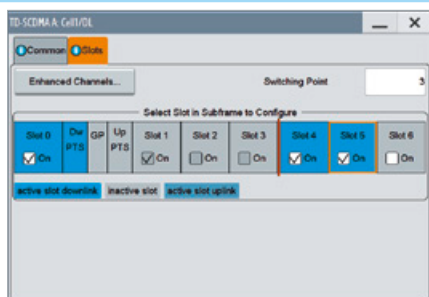 TD-SCDMA A: Cell1/DL
Common Slots
Enhanced Channels... Switching Point 3
Select Slot in Subframe to Configure
Slot 0 Dw PTS GP Up PTS Slot 1 Slot 2 Slot 3 Slot 4 Slot 5 Slot 6
On On On On On On On
active slot downlink inactive slot active slot uplink